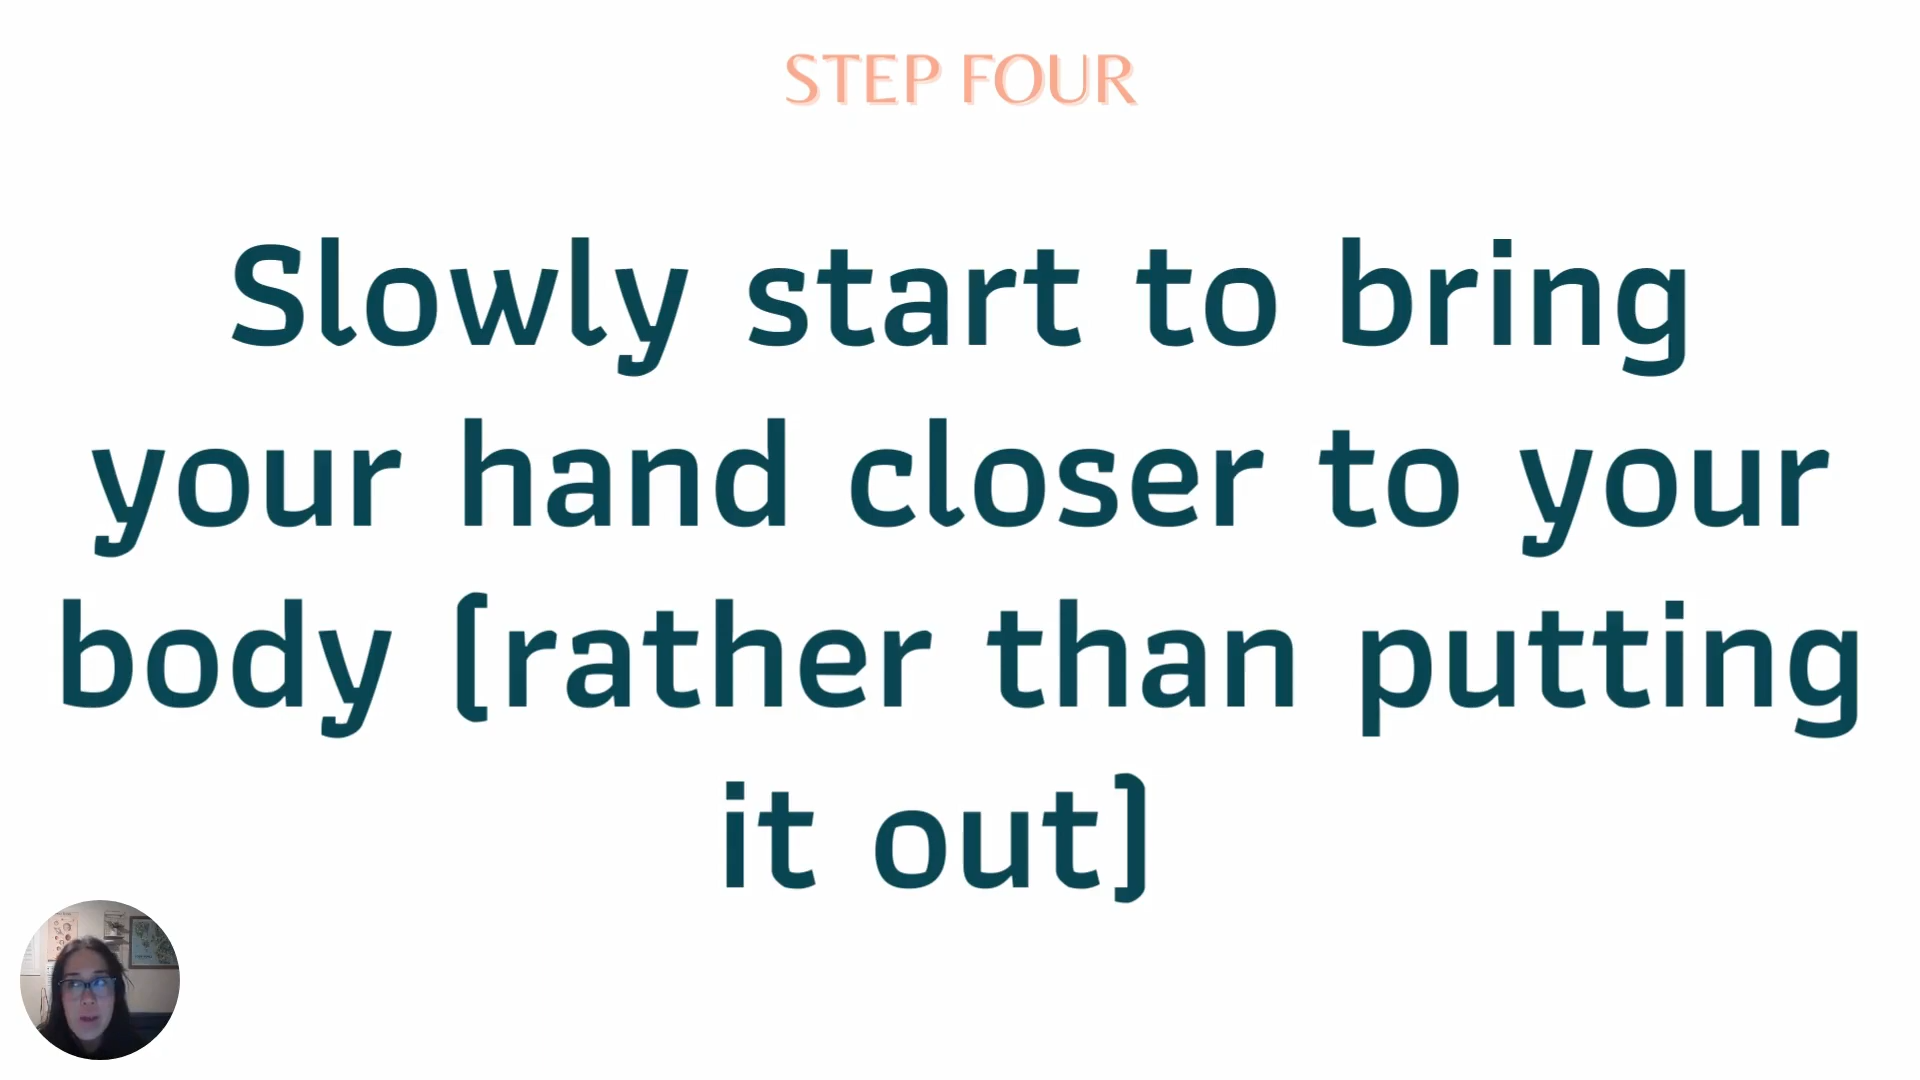 STEP FOUR
Slowly start to bring
your hand closer to your
body (rather than putting
it out)